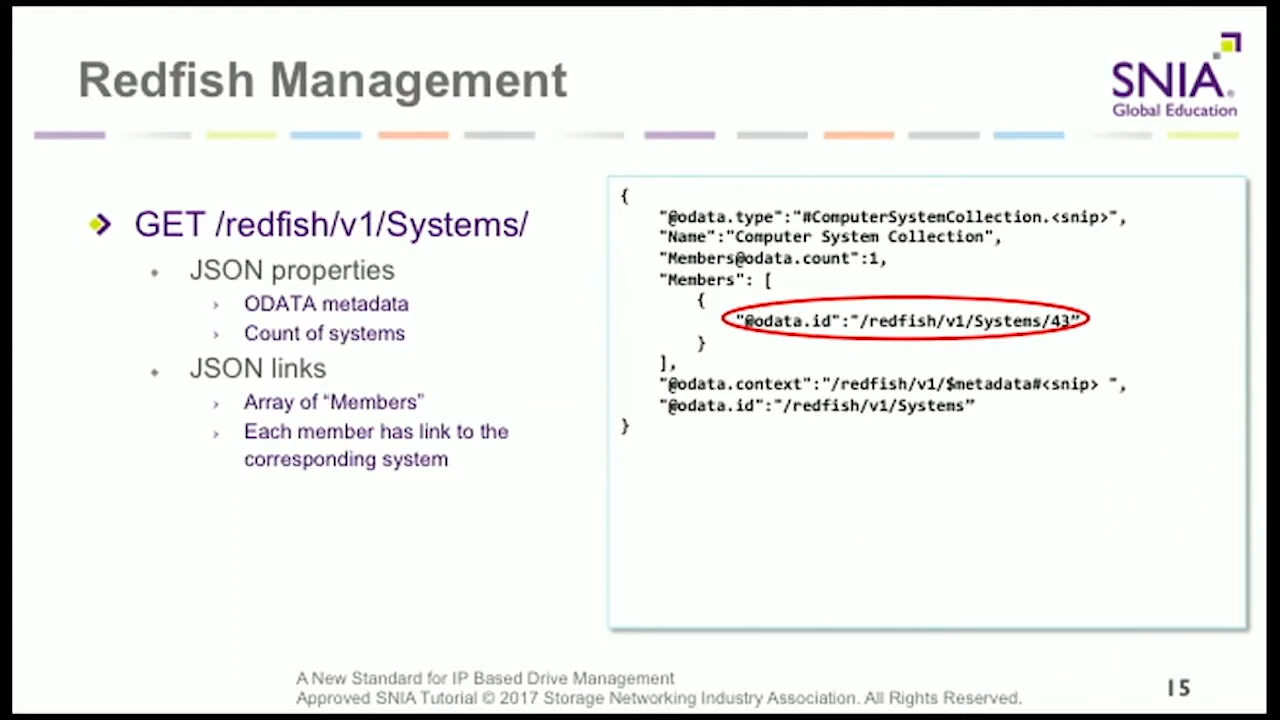 Redfish Management
SNIA
Global Education
GET /redfish/v1/Systems/
JSON properties
ODATA metadata
Count of systems
JSON links
Array of “Members”
Each member has link to the
corresponding system
{
"@odata.type":"#ComputerSystemCollection.<snip>",
"Name":"Computer System Collection",
"Members@odata.count":1,
"Members": [
{
"@odata.id":"/redfish/v1/Systems/43”
}
],
"@odata.context":"/redfish/v1/$metadata#<snip> ",
"@odata.id":"/redfish/v1/Systems”
}
A New Standard for IP Based Drive Management
Approved SNIA Tutorial © 2017 Storage Networking Industry Association. All Rights Reserved.
15